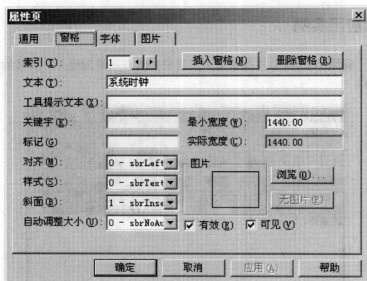 属性页
通用 窗格 字体 图片
索引(I): 1 插入窗格(N) 删除窗格(R)
文本(T): 系统时钟
工具提示文本(X):
关键字(K): 最小宽度(W): 1440.00
标记(G) 实际宽度(C): 1440.00
对齐(M): 0 - sbrLeft 图片
样式(S): 0 - sbrText 浏览(O)...
斜面(B): 1 - sbrInse 无图片(P)
自动调整大小(U): 0 - sbrNoAu 有效(E) 可见(V)
确定 取消 应用(A) 帮助